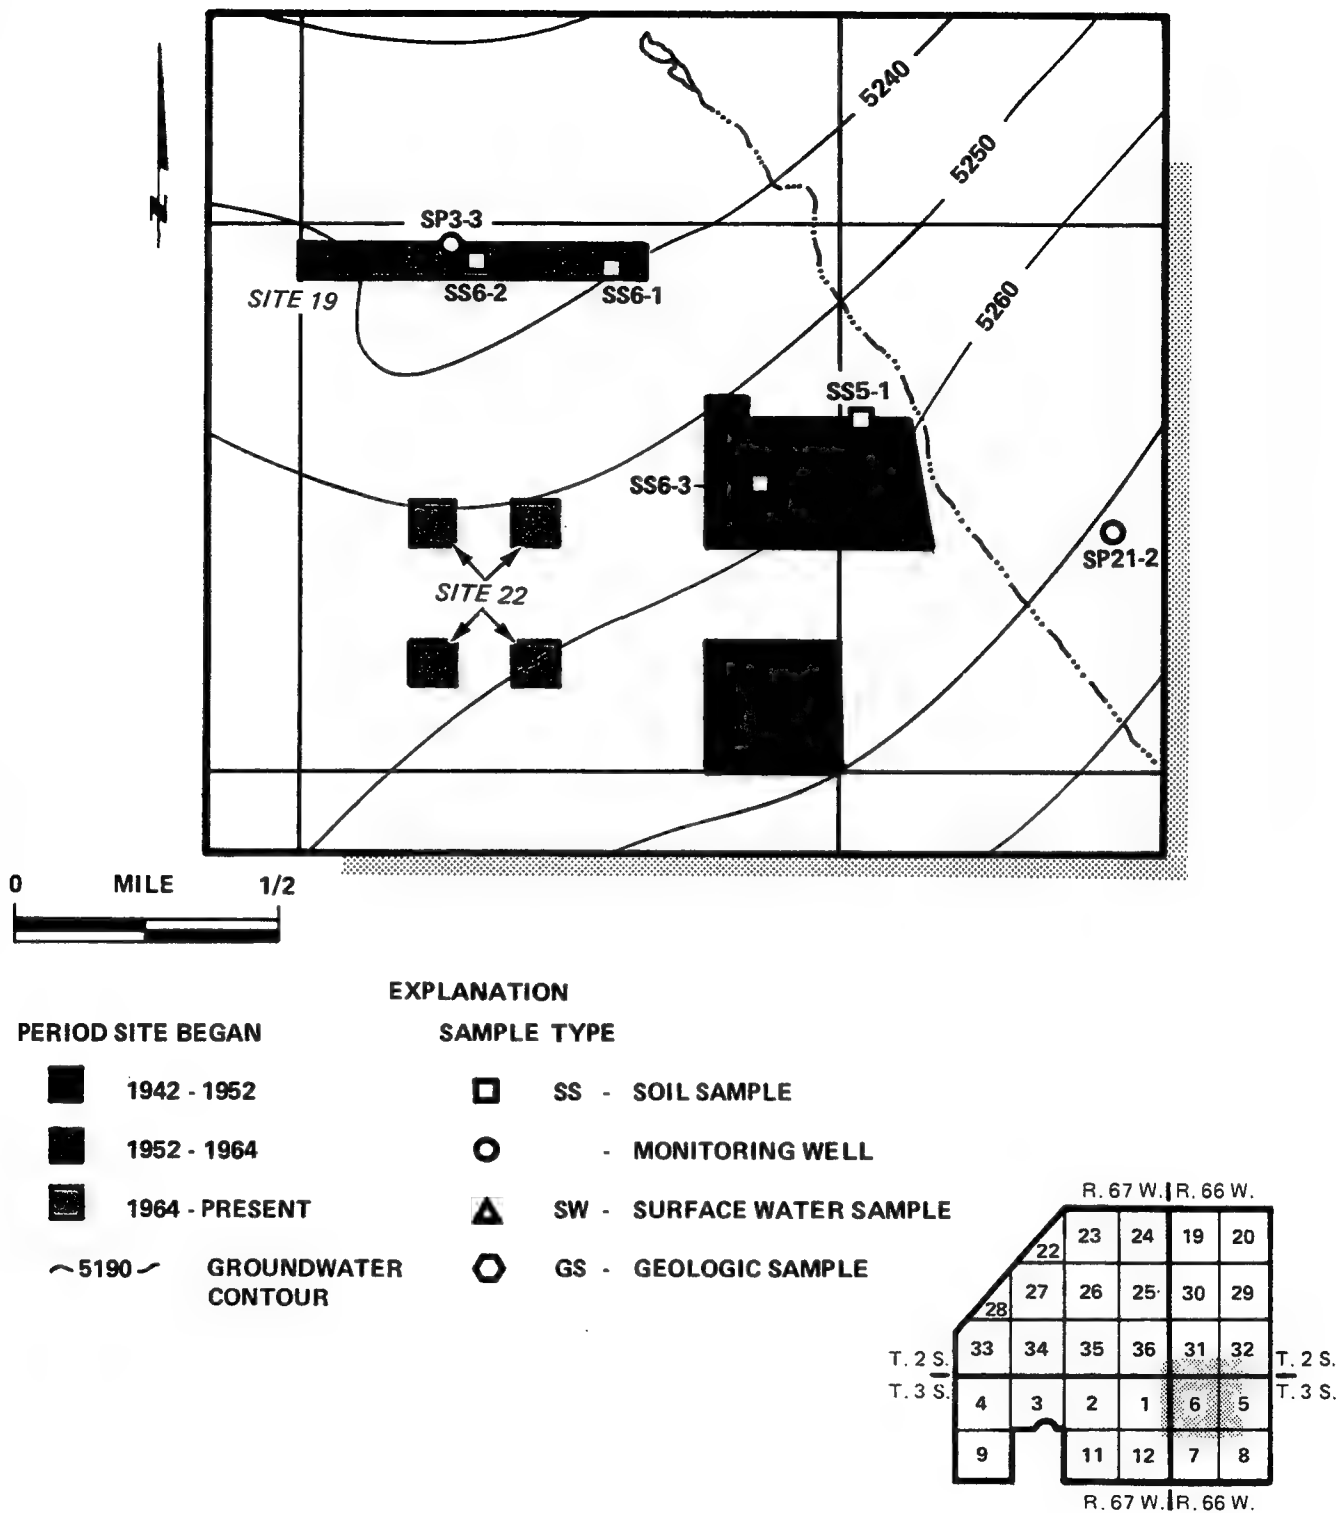 5240
5250
5260
N
SP3-3
SITE 19
SS6-2
SS6-1
SS5-1
SS6-3
SP21-2
SITE 22
0 MILE 1/2
EXPLANATION
PERIOD SITE BEGAN
1942 - 1952
1952 - 1964
1964 - PRESENT
5190 GROUNDWATER
CONTOUR
SAMPLE TYPE
SS - SOIL SAMPLE
- MONITORING WELL
SW - SURFACE WATER SAMPLE
GS - GEOLOGIC SAMPLE
R. 67 W. R. 66 W.
22 23 24 19 20
28 27 26 25 30 29
33 34 35 36 31 32
T. 2 S. T. 2 S.
T. 3 S. T. 3 S.
4 3 2 1 6 5
9 11 12 7 8
R. 67 W. R. 66 W.